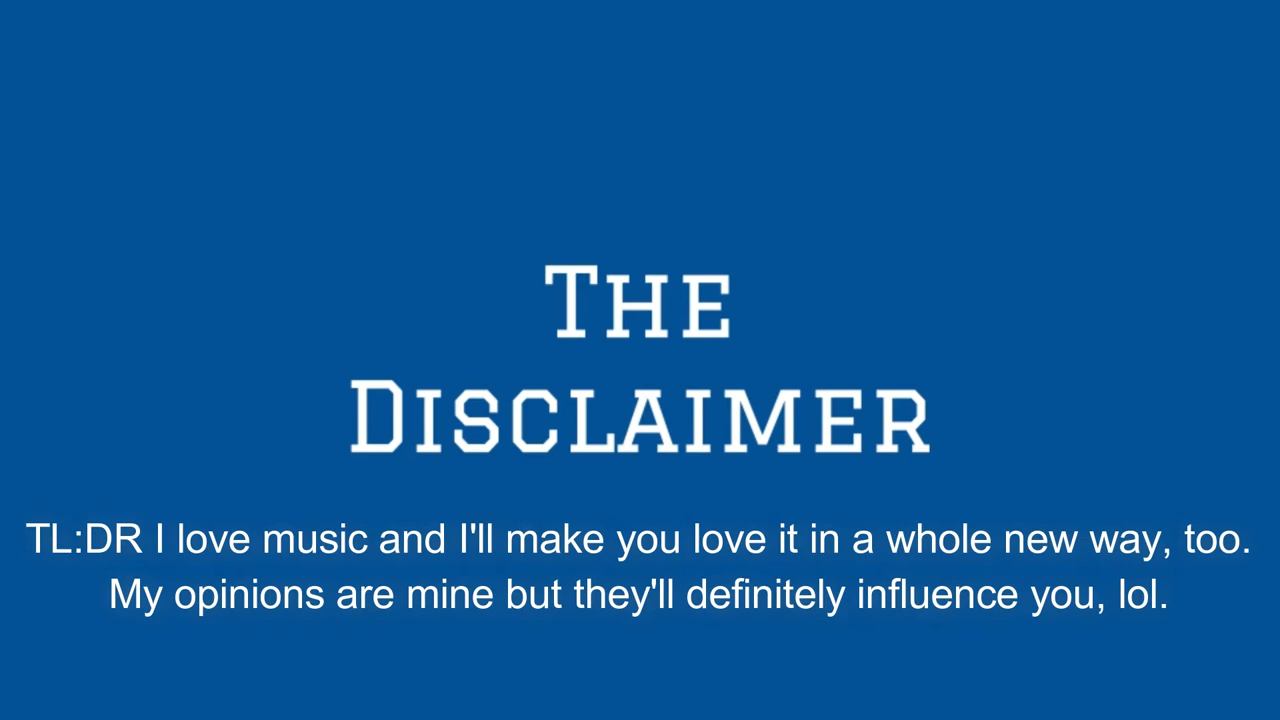 The
Disclaimer
TL:DR I love music and I'll make you love it in a whole new way, too.
My opinions are mine but they'll definitely influence you, lol.